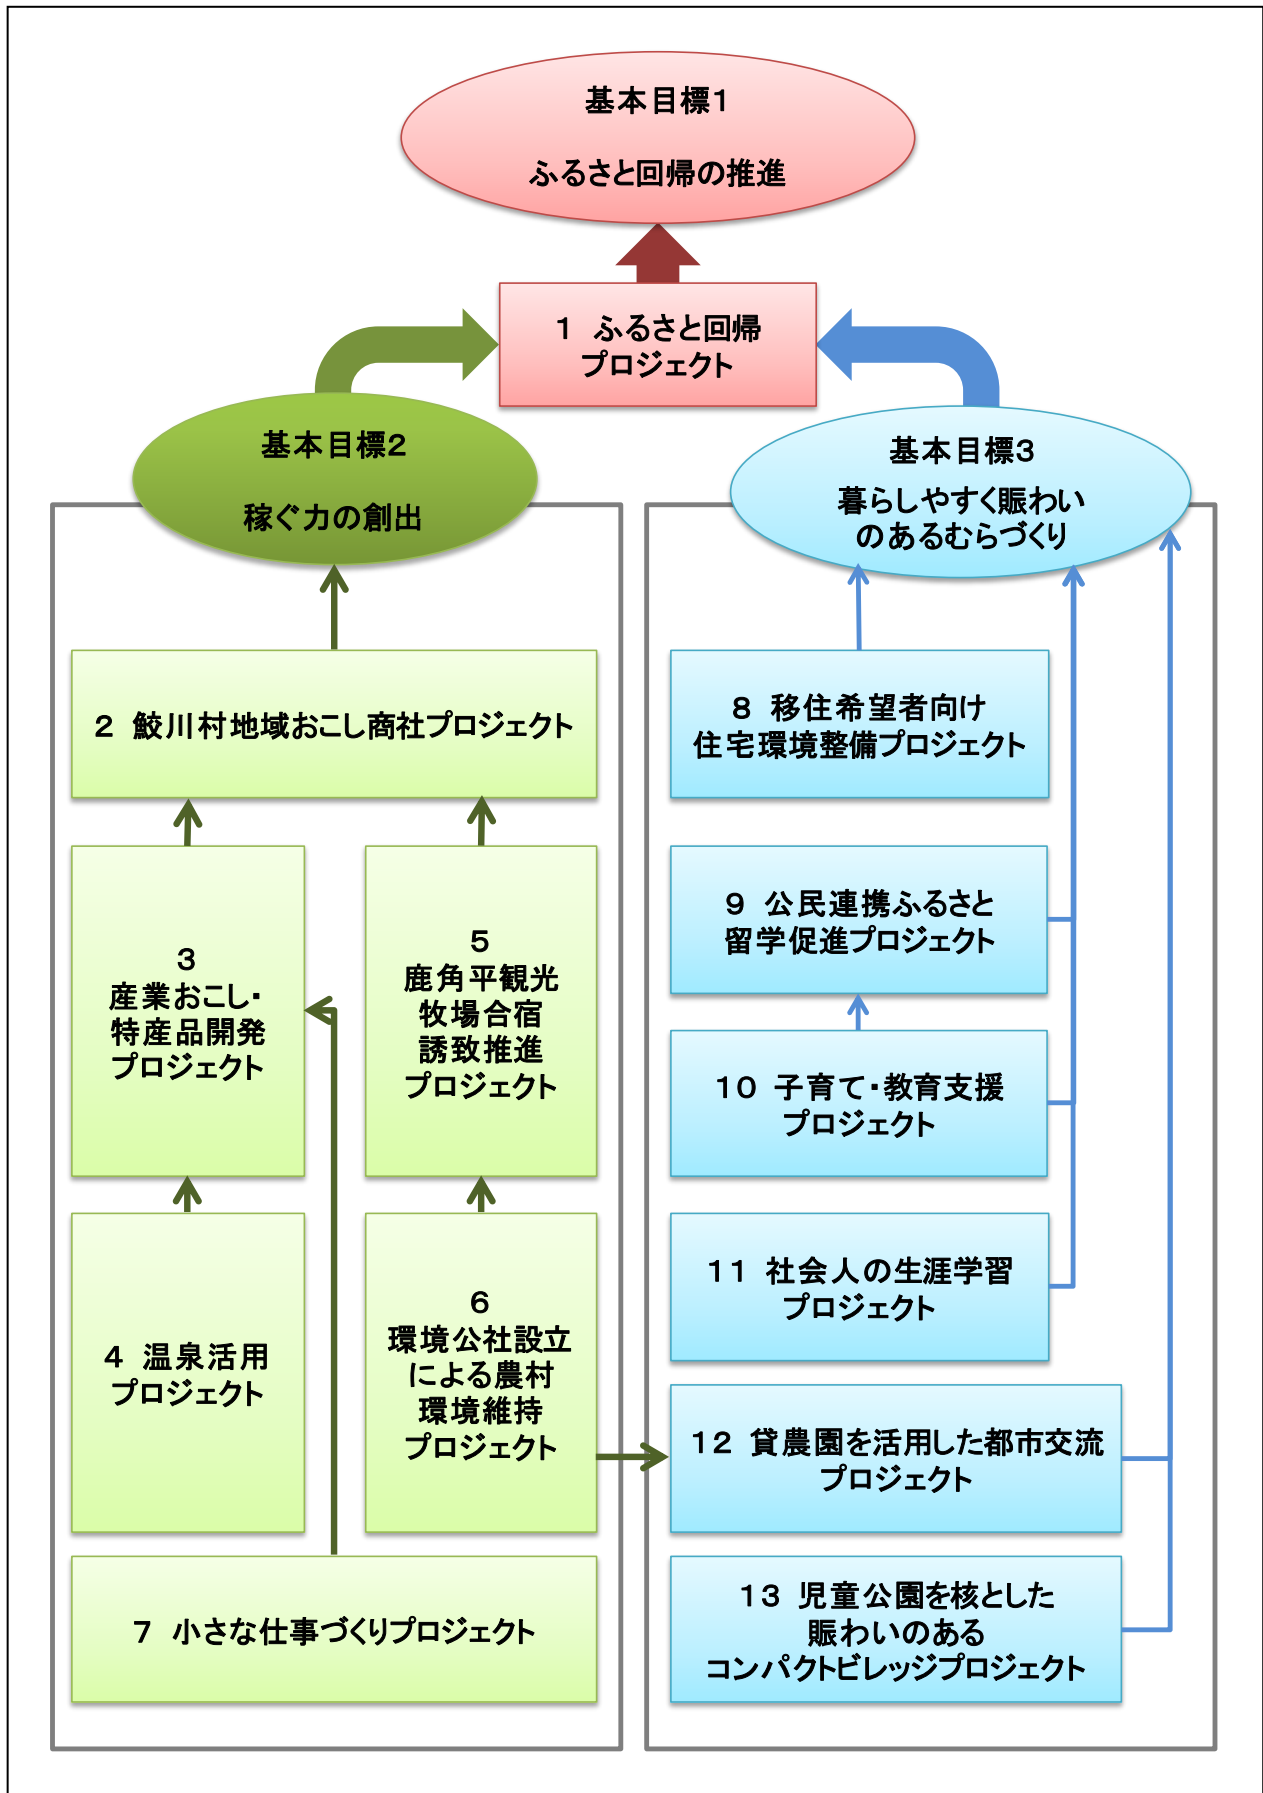 基本目標1
ふるさと回帰の推進
1 ふるさと回帰
プロジェクト
基本目標2
稼ぐ力の創出
基本目標3
暮らしやすく賑わい
のあるむらづくり
2 鮫川村地域おこし商社プロジェクト
3
産業おこし・
特産品開発
プロジェクト
5
鹿角平観光
牧場合宿
誘致推進
プロジェクト
4 温泉活用
プロジェクト
6
環境公社設立
による農村
環境維持
プロジェクト
7 小さな仕事づくりプロジェクト
8 移住希望者向け
住宅環境整備プロジェクト
9 公民連携ふるさと
留学促進プロジェクト
10 子育て・教育支援
プロジェクト
11 社会人の生涯学習
プロジェクト
12 貸農園を活用した都市交流
プロジェクト
13 児童公園を核とした
賑わいのある
コンパクトビレッジプロジェクト